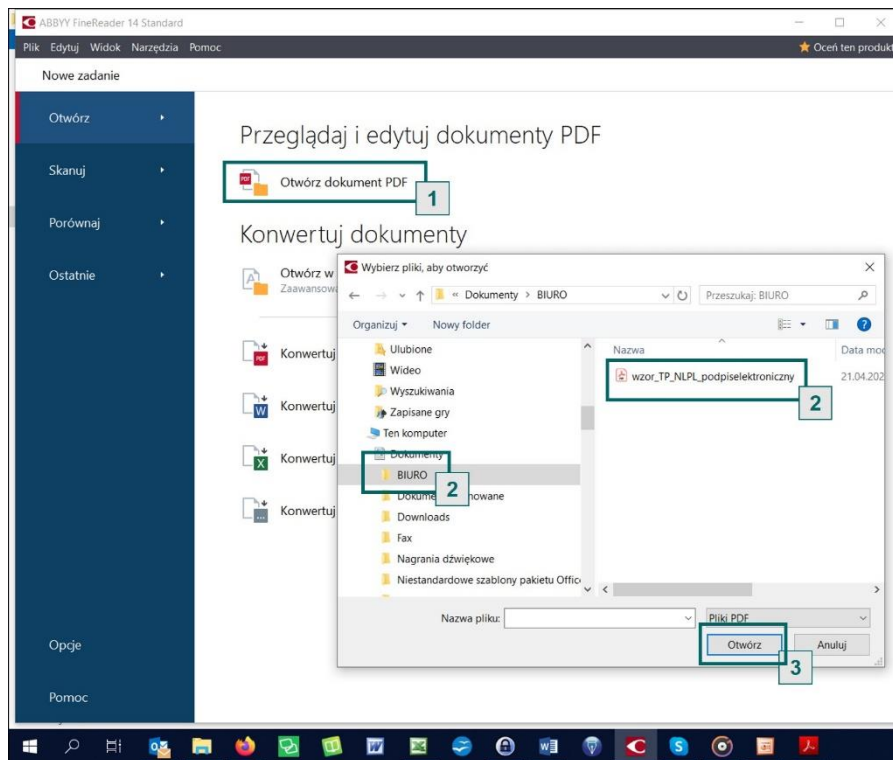 ABBYY FineReader 14 Standard
Plik Edytuj Widok Narzędzia Pomoc
Oceń ten produkt
Nowe zadanie
Otwórz
Skanuj
Porównaj
Ostatnie
Opcje
Pomoc
Przeglądaj i edytuj dokumenty PDF
Otwórz dokument PDF
1
Konwertuj dokumenty
Otwórz w
Konwertuj
Konwertuj
Konwertuj
Konwertuj
Wybierz pliki, aby otworzyć
« Dokumenty > BIURO
Przeszukaj: BIURO
Organizuj
Nowy folder
Ulubione
Wideo
Wyszukiwania
Zapisane gry
Ten komputer
Dokumenty
BIURO
2
Downloads
Fax
Nagrania dźwiękowe
Niestandardowe szablony pakietu
Nazwa
Data
wzor_TP_NLPL_podpiselektroniczny
21.04.202
2
Nazwa pliku:
Pliki PDF
Otwórz
Anuluj
3